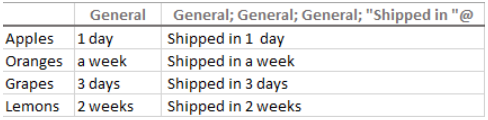 General General; General; General; "Shipped in "@
Apples 1 day Shipped in 1  day
Oranges a week Shipped in a week
Grapes 3 days Shipped in 3 days
Lemons 2 weeks Shipped in 2 weeks